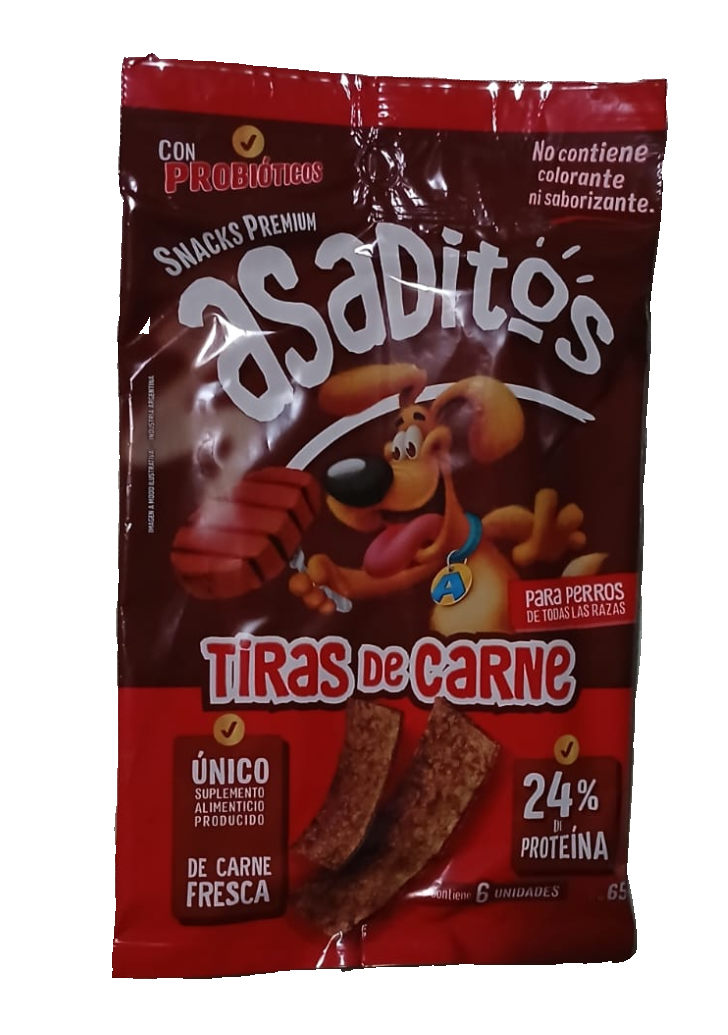 CON
PROBIÓTICOS
No contiene
colorante
ni saborizante.
SNACKS PREMIUM
asaditos
IMAGEN A MODO ILUSTRATIVO INDUSTRIA ARGENTINA
A
PARA PERROS
DE TODAS LAS RAZAS
TIRAS DE CARNE
ÚNICO
SUPLEMENTO
ALIMENTICIO
PRODUCIDO
DE CARNE
FRESCA
24%
DE
PROTEÍNA
contiene 6 UNIDADES
65